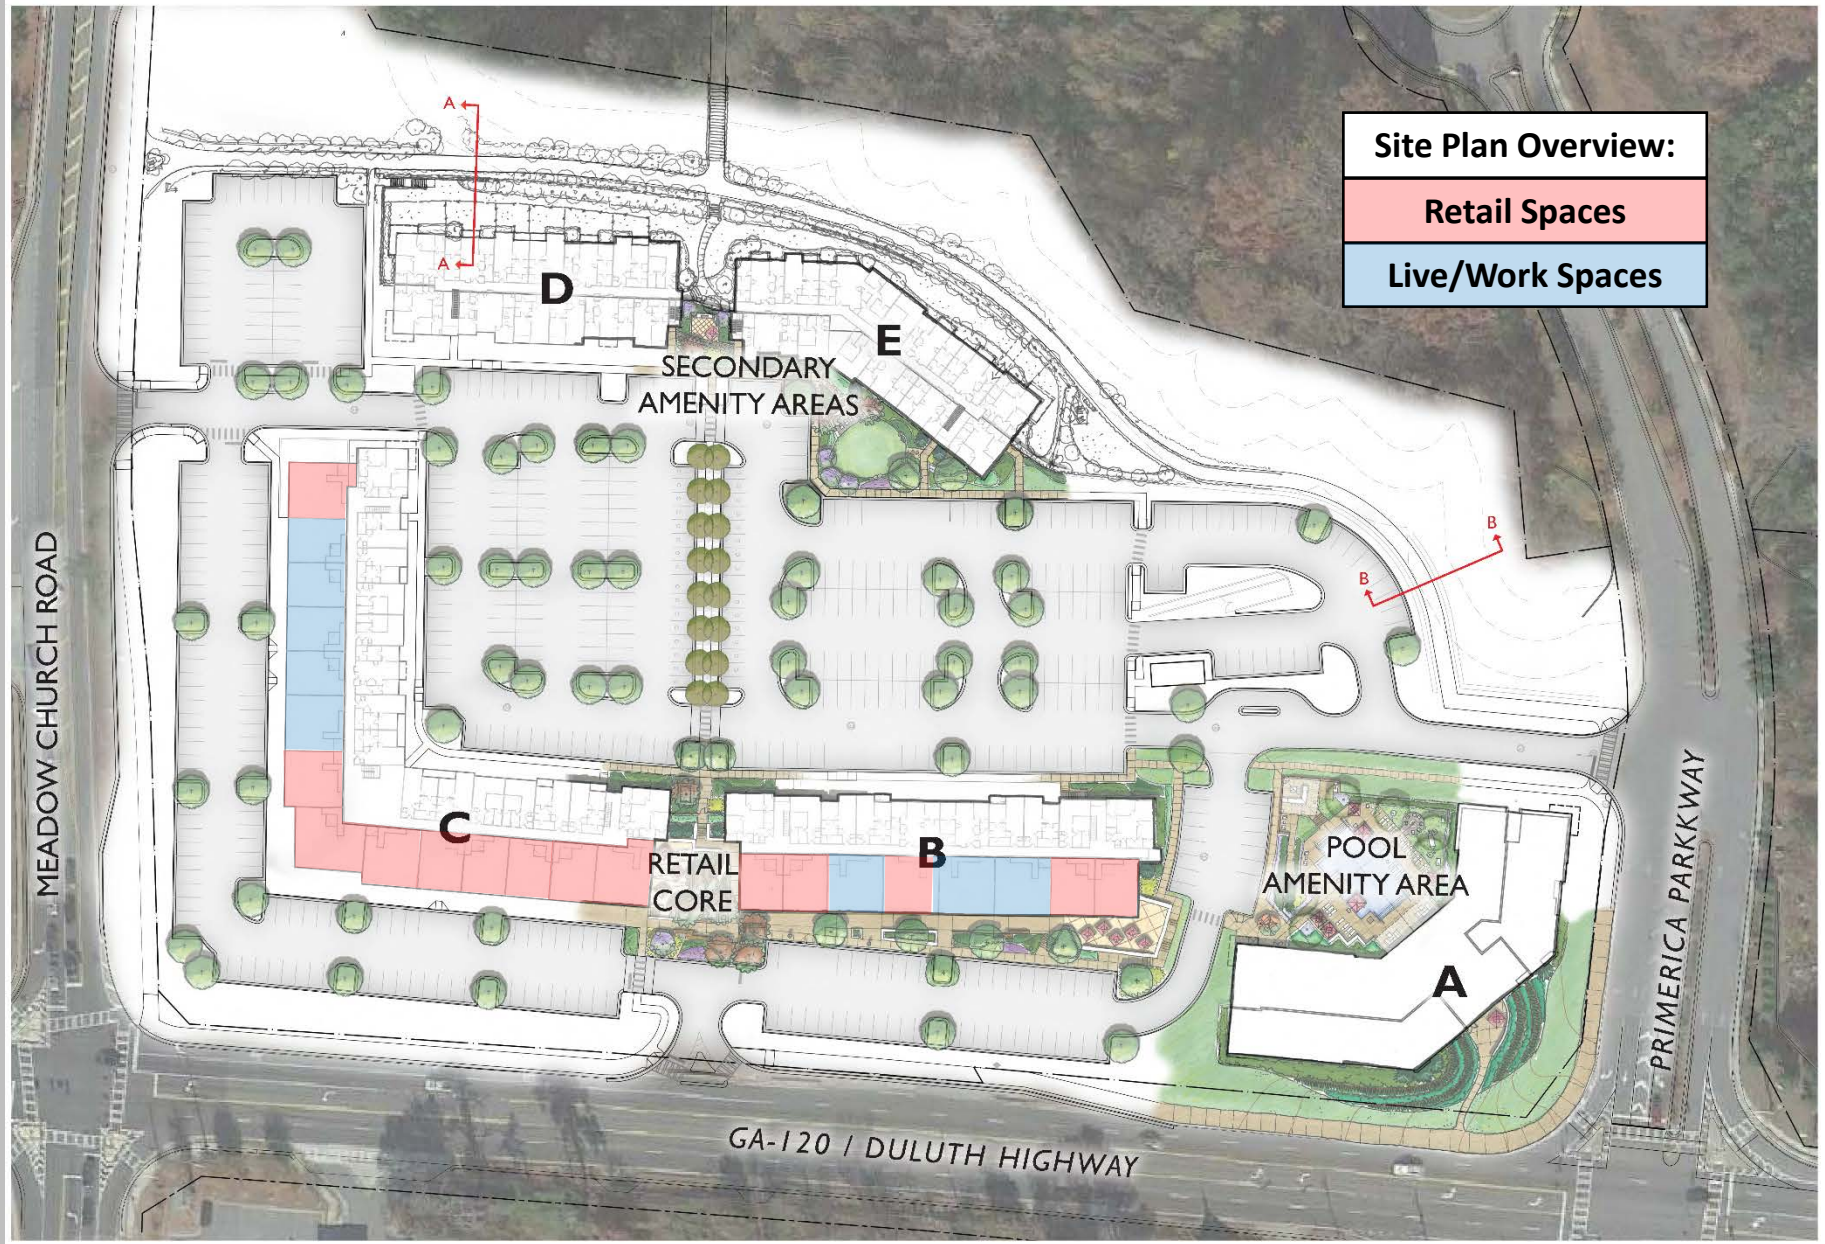 A
Site Plan Overview:
Retail Spaces
Live/Work Spaces
A
D
E
SECONDARY
AMENITY AREAS
B
B
MEADOW CHURCH ROAD
C
B
RETAIL
CORE
POOL
AMENITY AREA
A
PRIMERICA PARKKWAY
GA-120 / DULUTH HIGHWAY